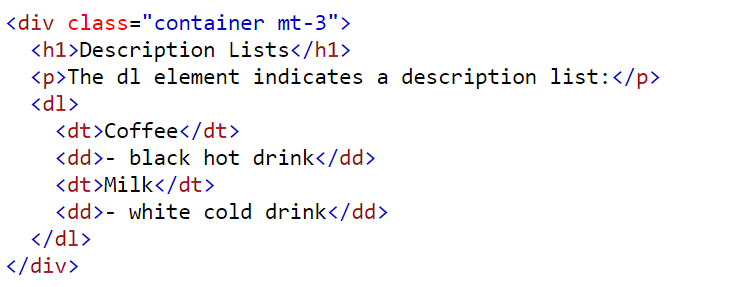 <div class="container mt-3">
  <h1>Description Lists</h1>
  <p>The dl element indicates a description list:</p>
  <dl>
    <dt>Coffee</dt>
    <dd>- black hot drink</dd>
    <dt>Milk</dt>
    <dd>- white cold drink</dd>
  </dl>
</div>